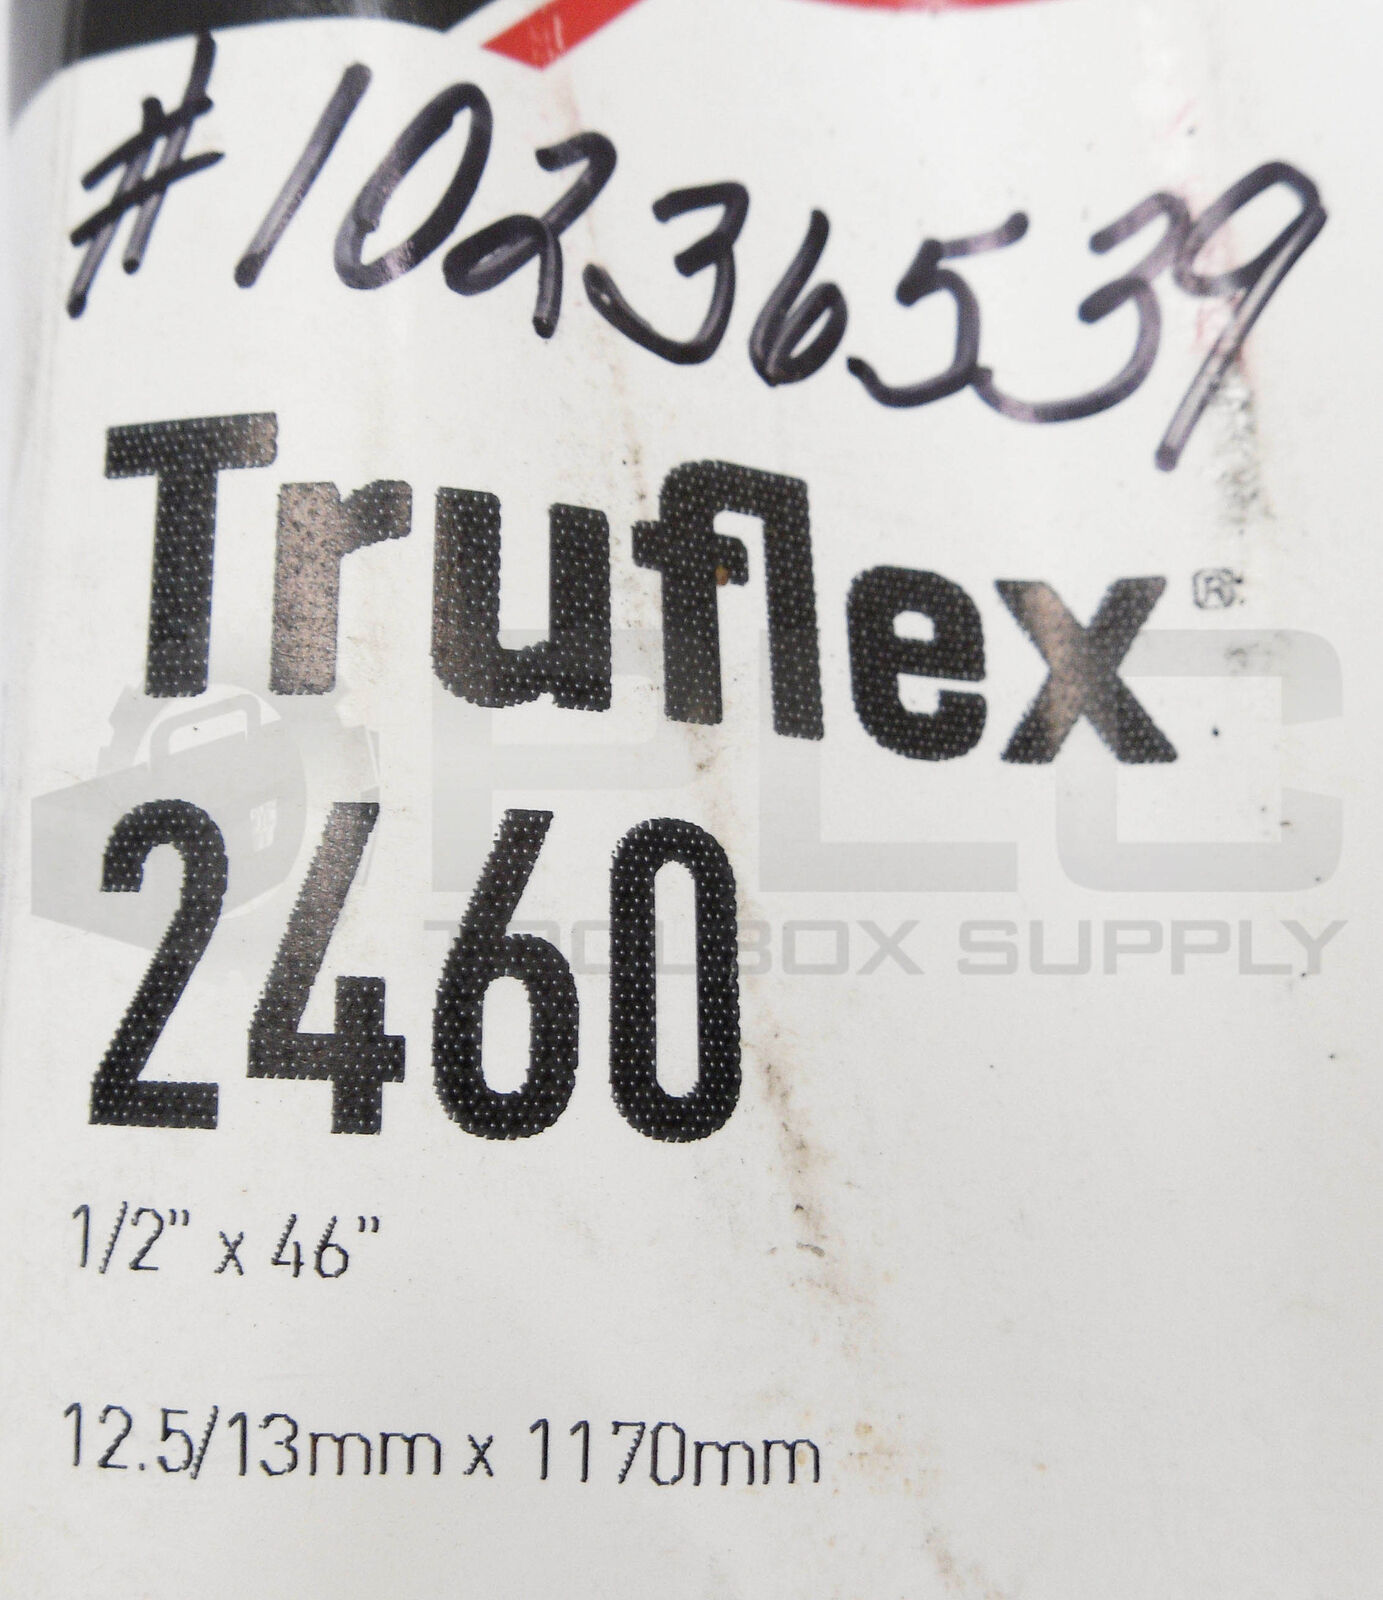 #10236539
Truflex®
PLC
TOOLBOX SUPPLY
2460
1/2" x 46"
12.5/13mm x 1170mm